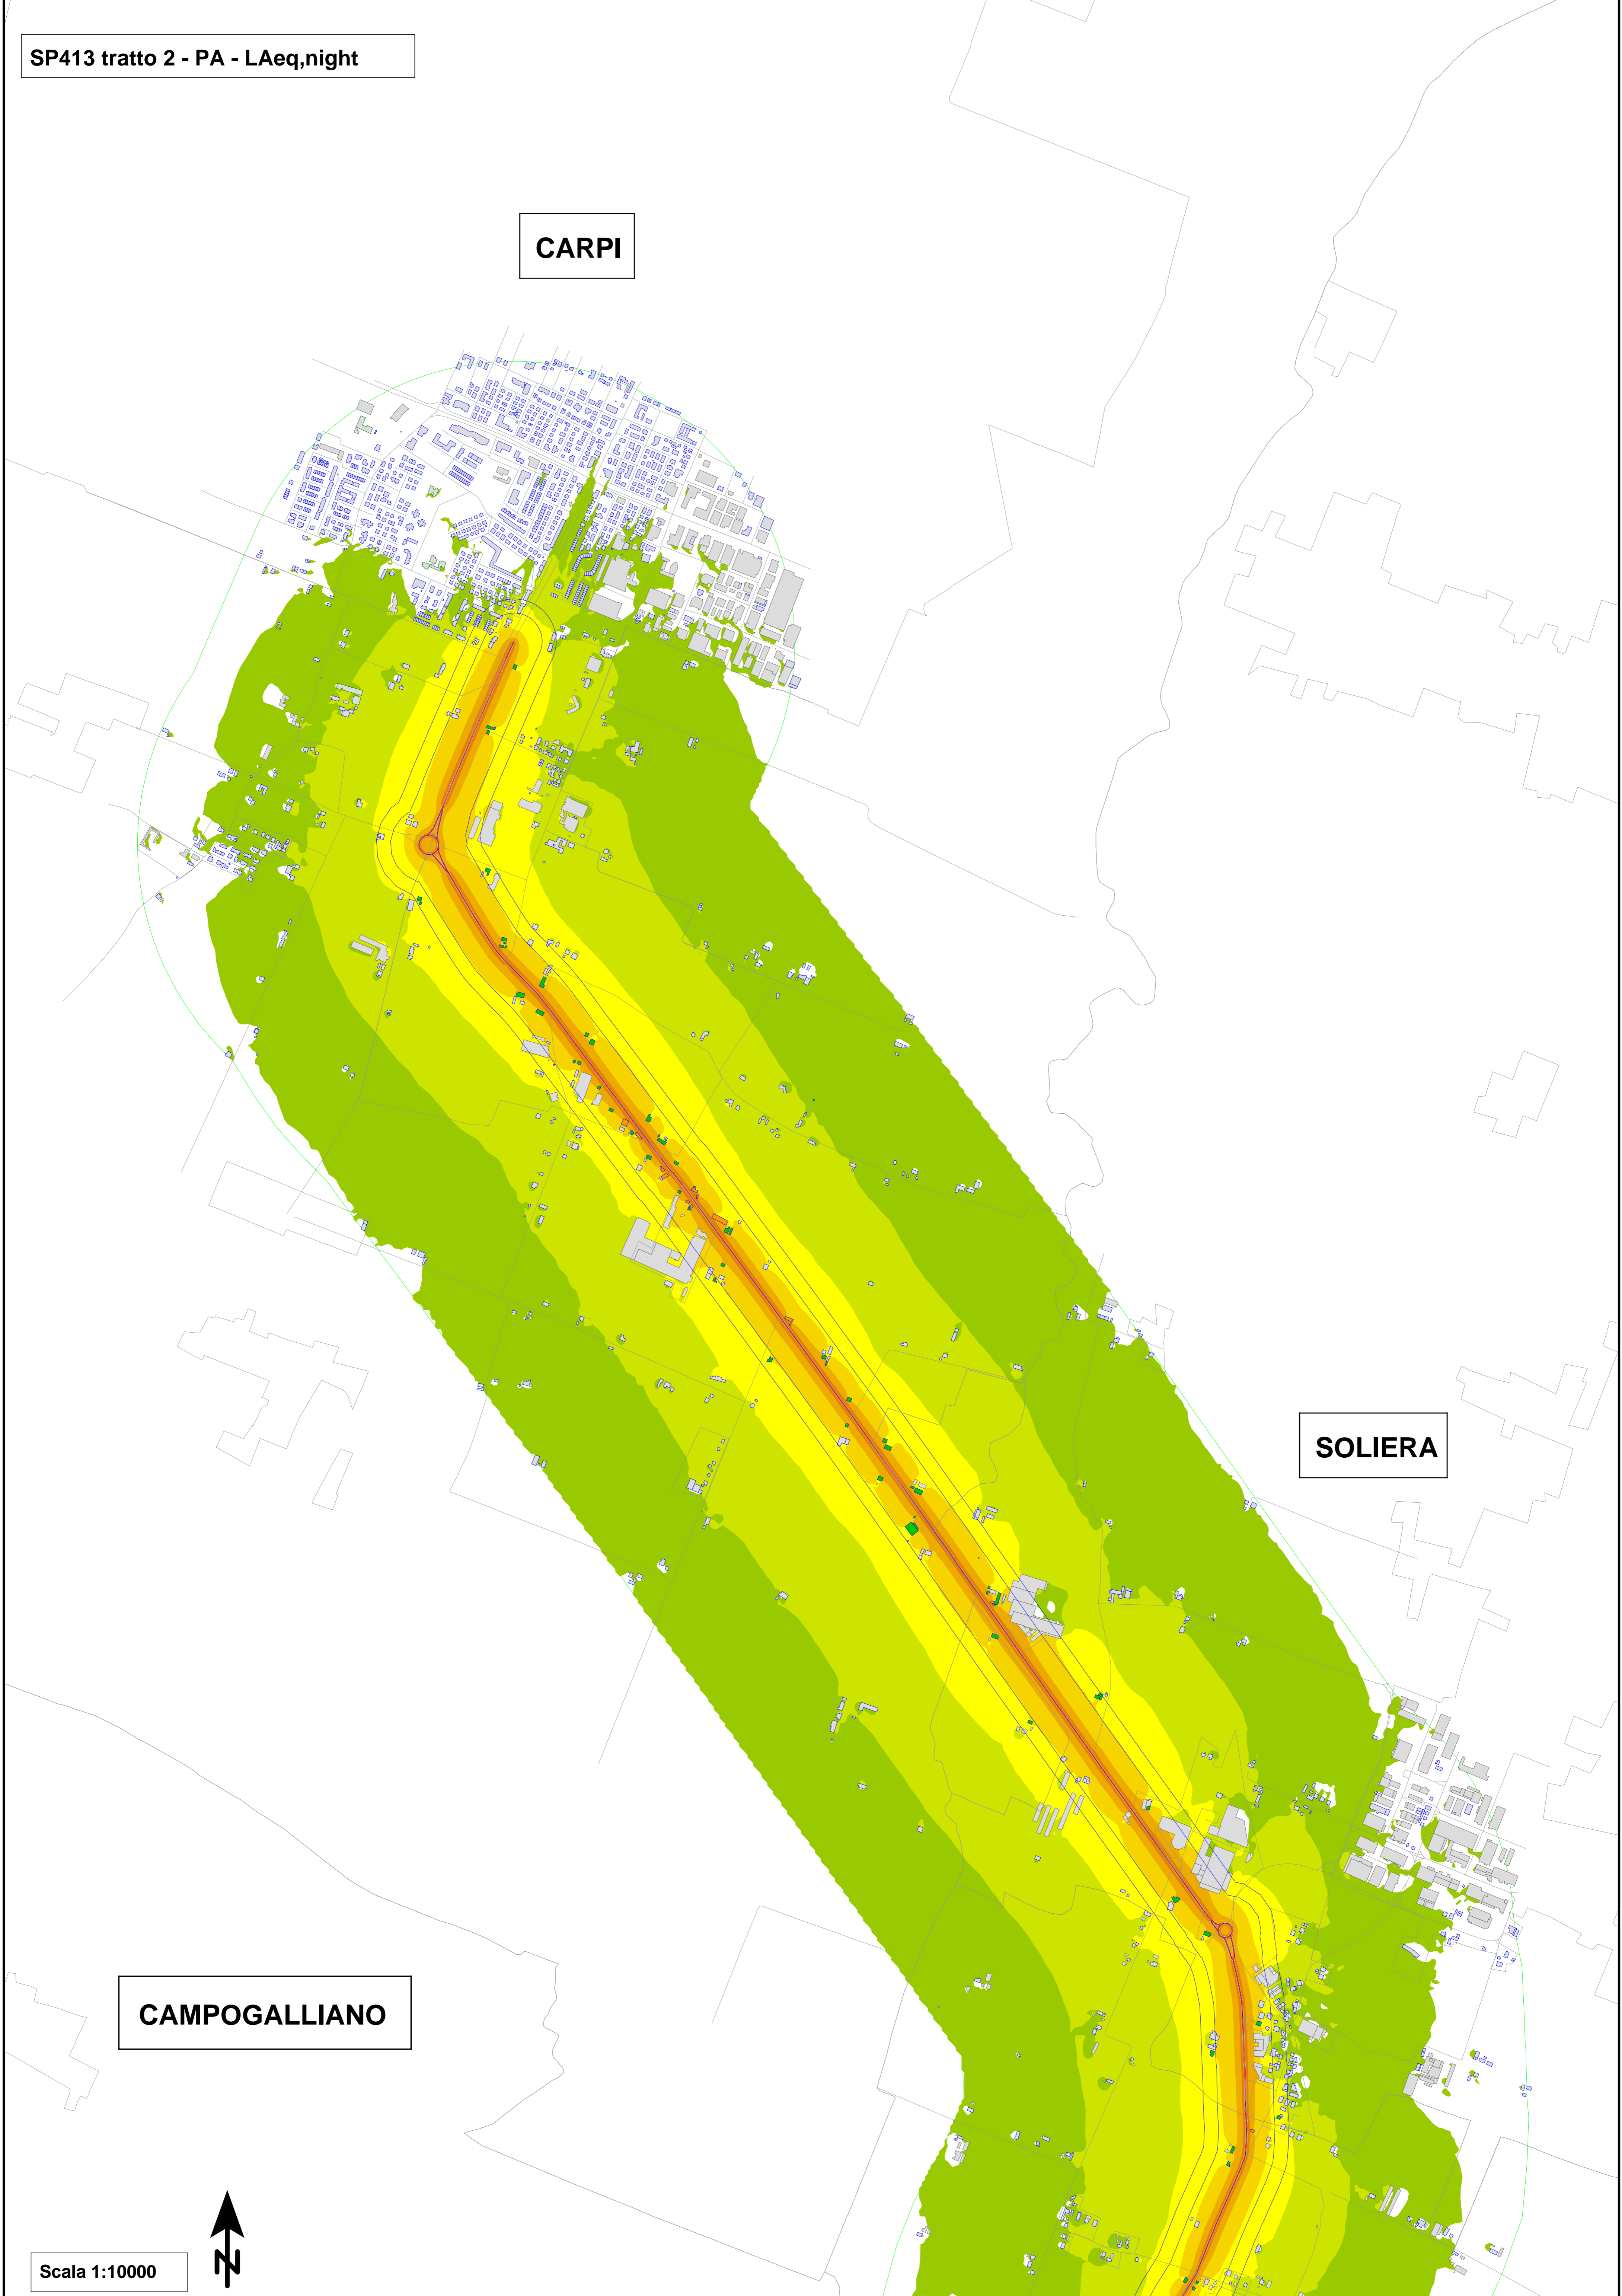 SP413 tratto 2 - PA - LAeq,night
CARPI
SOLIERA
CAMPOGALLIANO
Scala 1:10000
N